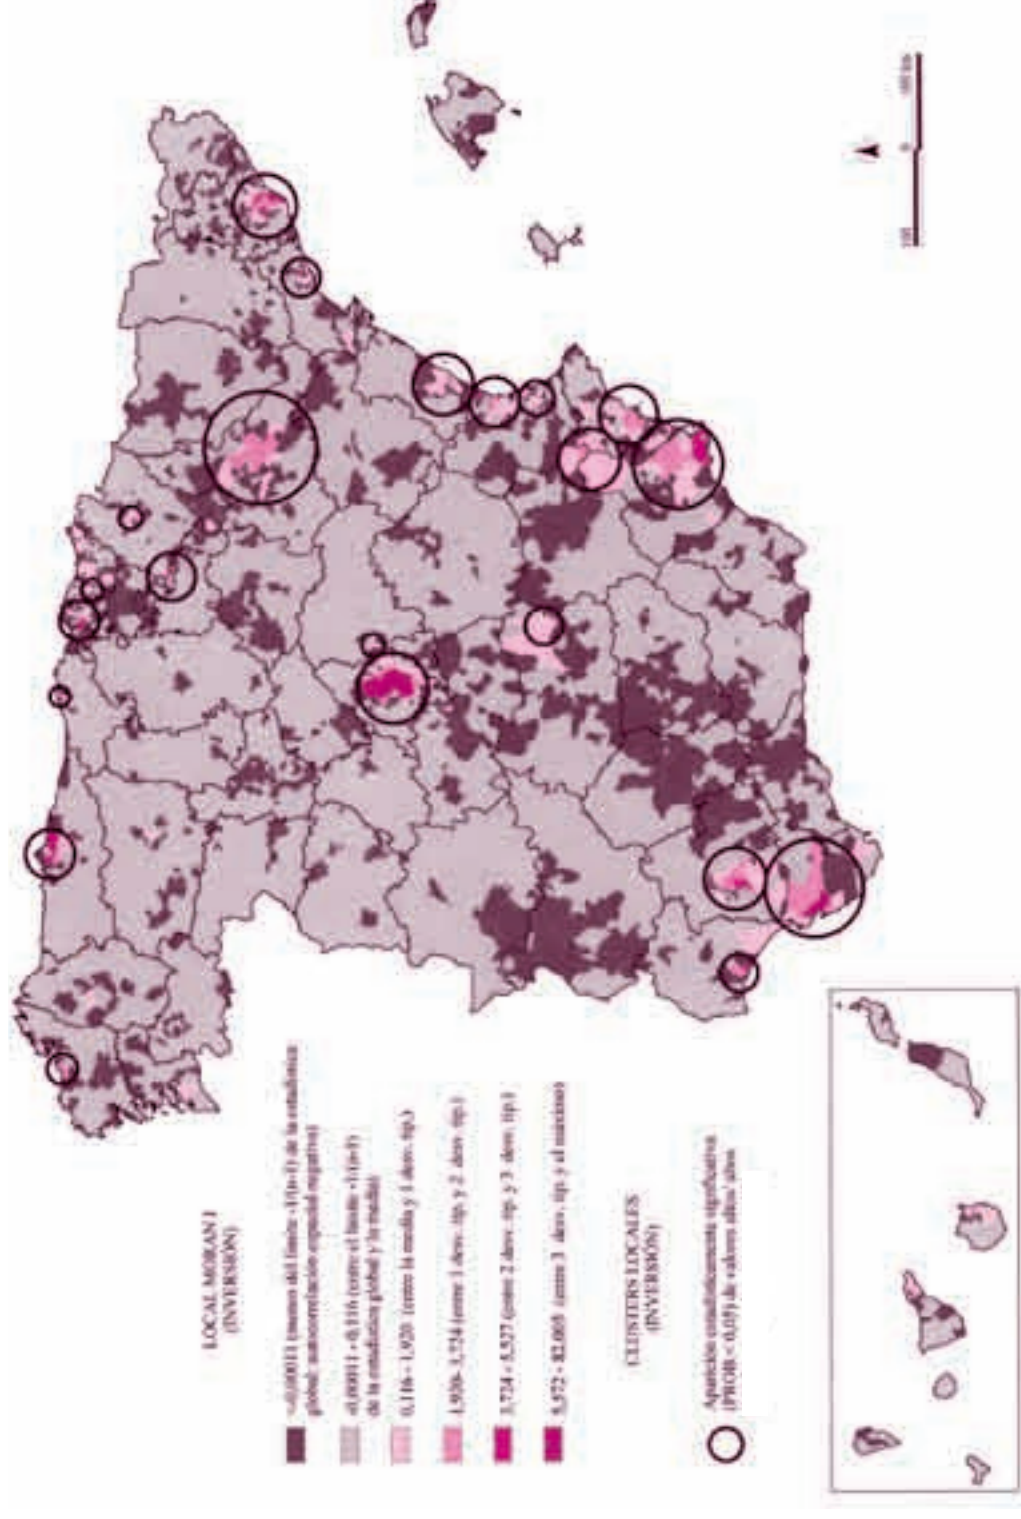 LOCAL MORAN I
(INVERSIÓN)
<-0,00011 (menos del límite -1/(n-1) de la estadística
global: autocorrelación espacial negativa)
-0,00011 - 0,116 (entre el límite -1/(n-1)
de la estadística global y la media)
0,116 - 1,920 (entre la media y 1 desv. tip.)
1,920- 3,724 (entre 1 desv. tip. y 2 desv. tip.)
3,724 - 5,527 (entre 2 desv. tip. y 3 desv. tip.)
5,572 - 82,005 (entre 3 desv. tip. y el máximo)
CLUSTERS LOCALES
(INVERSIÓN)
Aparición estadísticamente significativa
(PROB.< 0,05) de valores altos/ altos
100 0 100 km